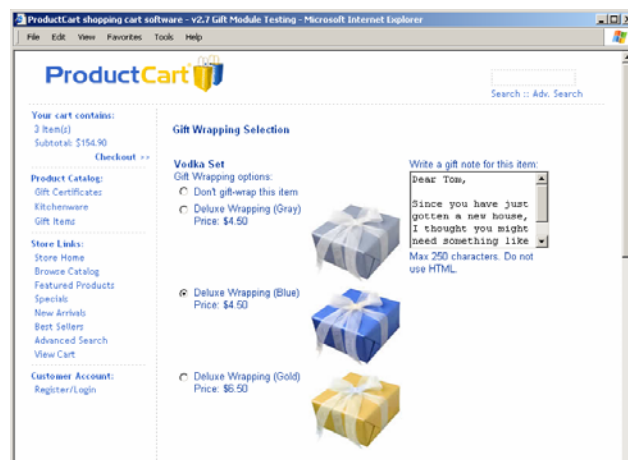 ProductCart shopping cart software - v2.7 Gift Module Testing - Microsoft Internet Explorer
File Edit View Favorites Tools Help
ProductCart
Search :: Adv. Search
Your cart contains:
3 Item(s)
Subtotal: $154.90
Checkout >>
Product Catalog:
Gift Certificates
Kitchenware
Gift Items
Store Links:
Store Home
Browse Catalog
Featured Products
Specials
New Arrivals
Best Sellers
Advanced Search
View Cart
Customer Account:
Register/Login
Gift Wrapping Selection
Vodka Set
Gift Wrapping options:
Don't gift-wrap this item
Deluxe Wrapping (Gray)
Price: $4.50
Deluxe Wrapping (Blue)
Price: $4.50
Deluxe Wrapping (Gold)
Price: $6.50
Write a gift note for this item:
Dear Tom,
Since you have just
gotten a new house,
I thought you might
need something like
Max 250 characters. Do not
use HTML.